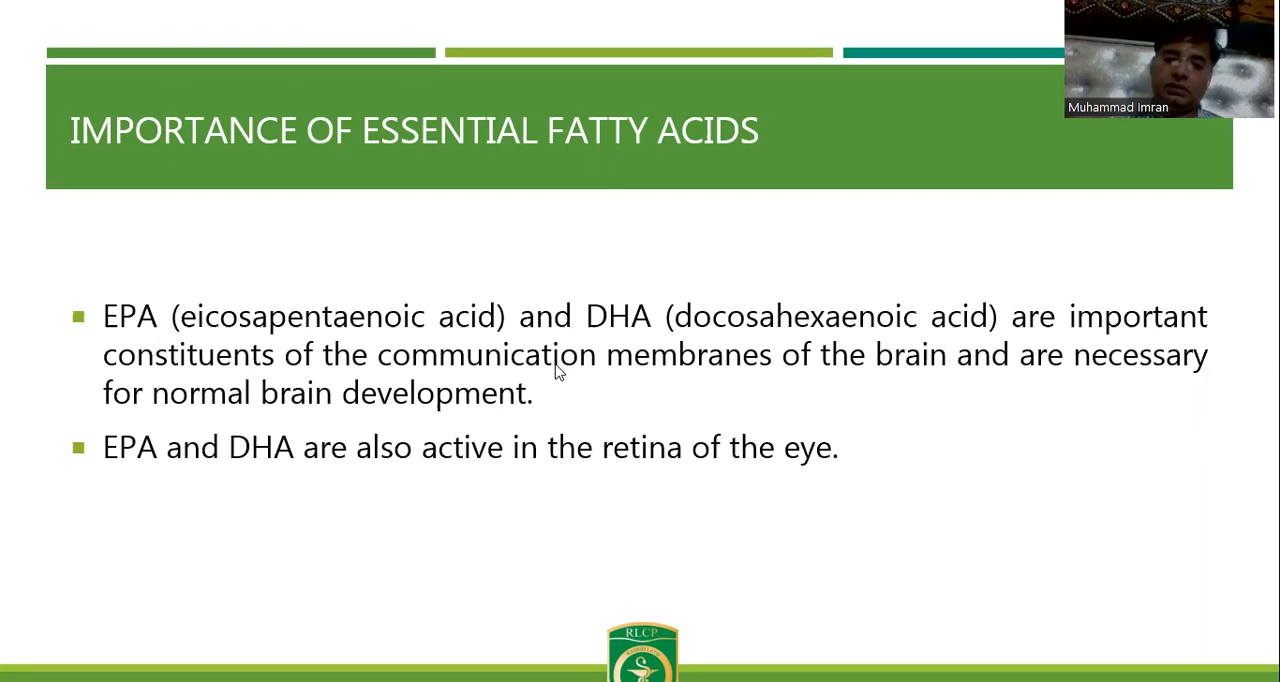 Muhammad Imran
IMPORTANCE OF ESSENTIAL FATTY ACIDS
EPA (eicosapentaenoic acid) and DHA (docosahexaenoic acid) are important
constituents of the communication membranes of the brain and are necessary
for normal brain development.
EPA and DHA are also active in the retina of the eye.
RLCP